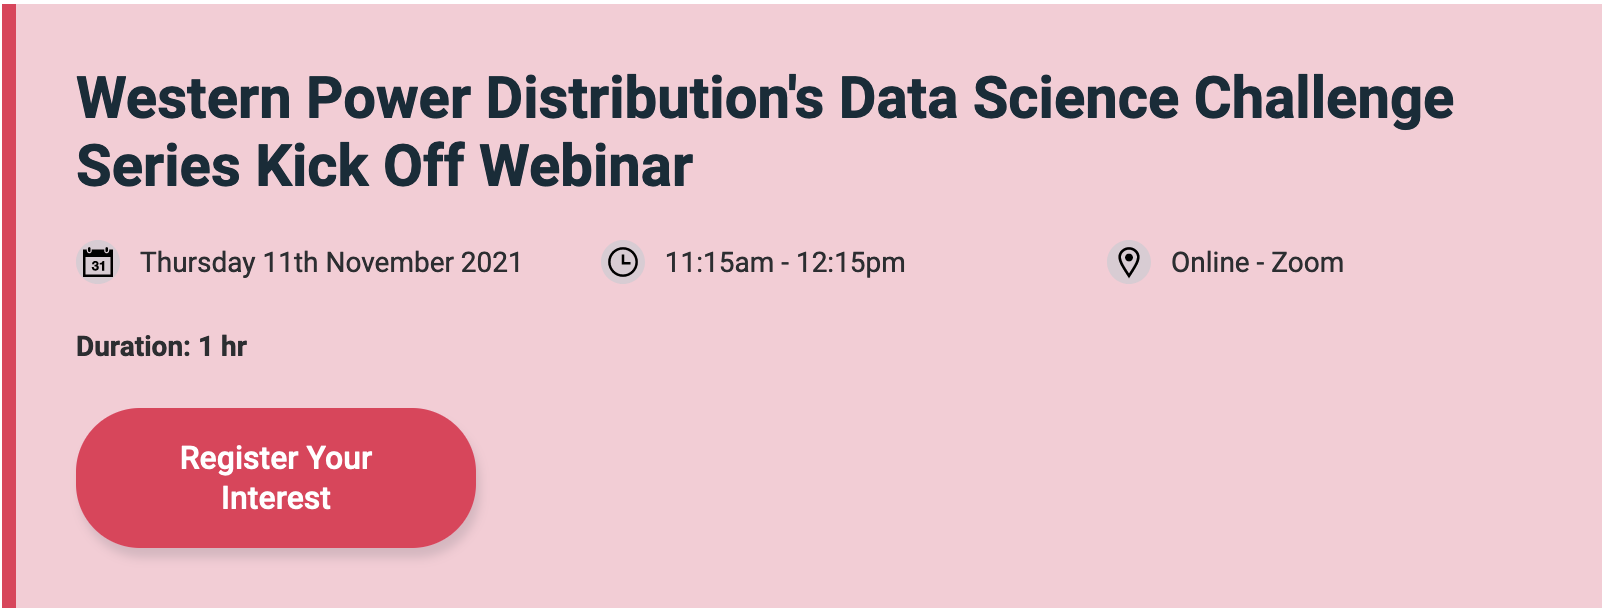 Western Power Distribution's Data Science Challenge
Series Kick Off Webinar
31
Thursday 11th November 2021
11:15am - 12:15pm
Online - Zoom
Duration: 1 hr
Register Your
Interest